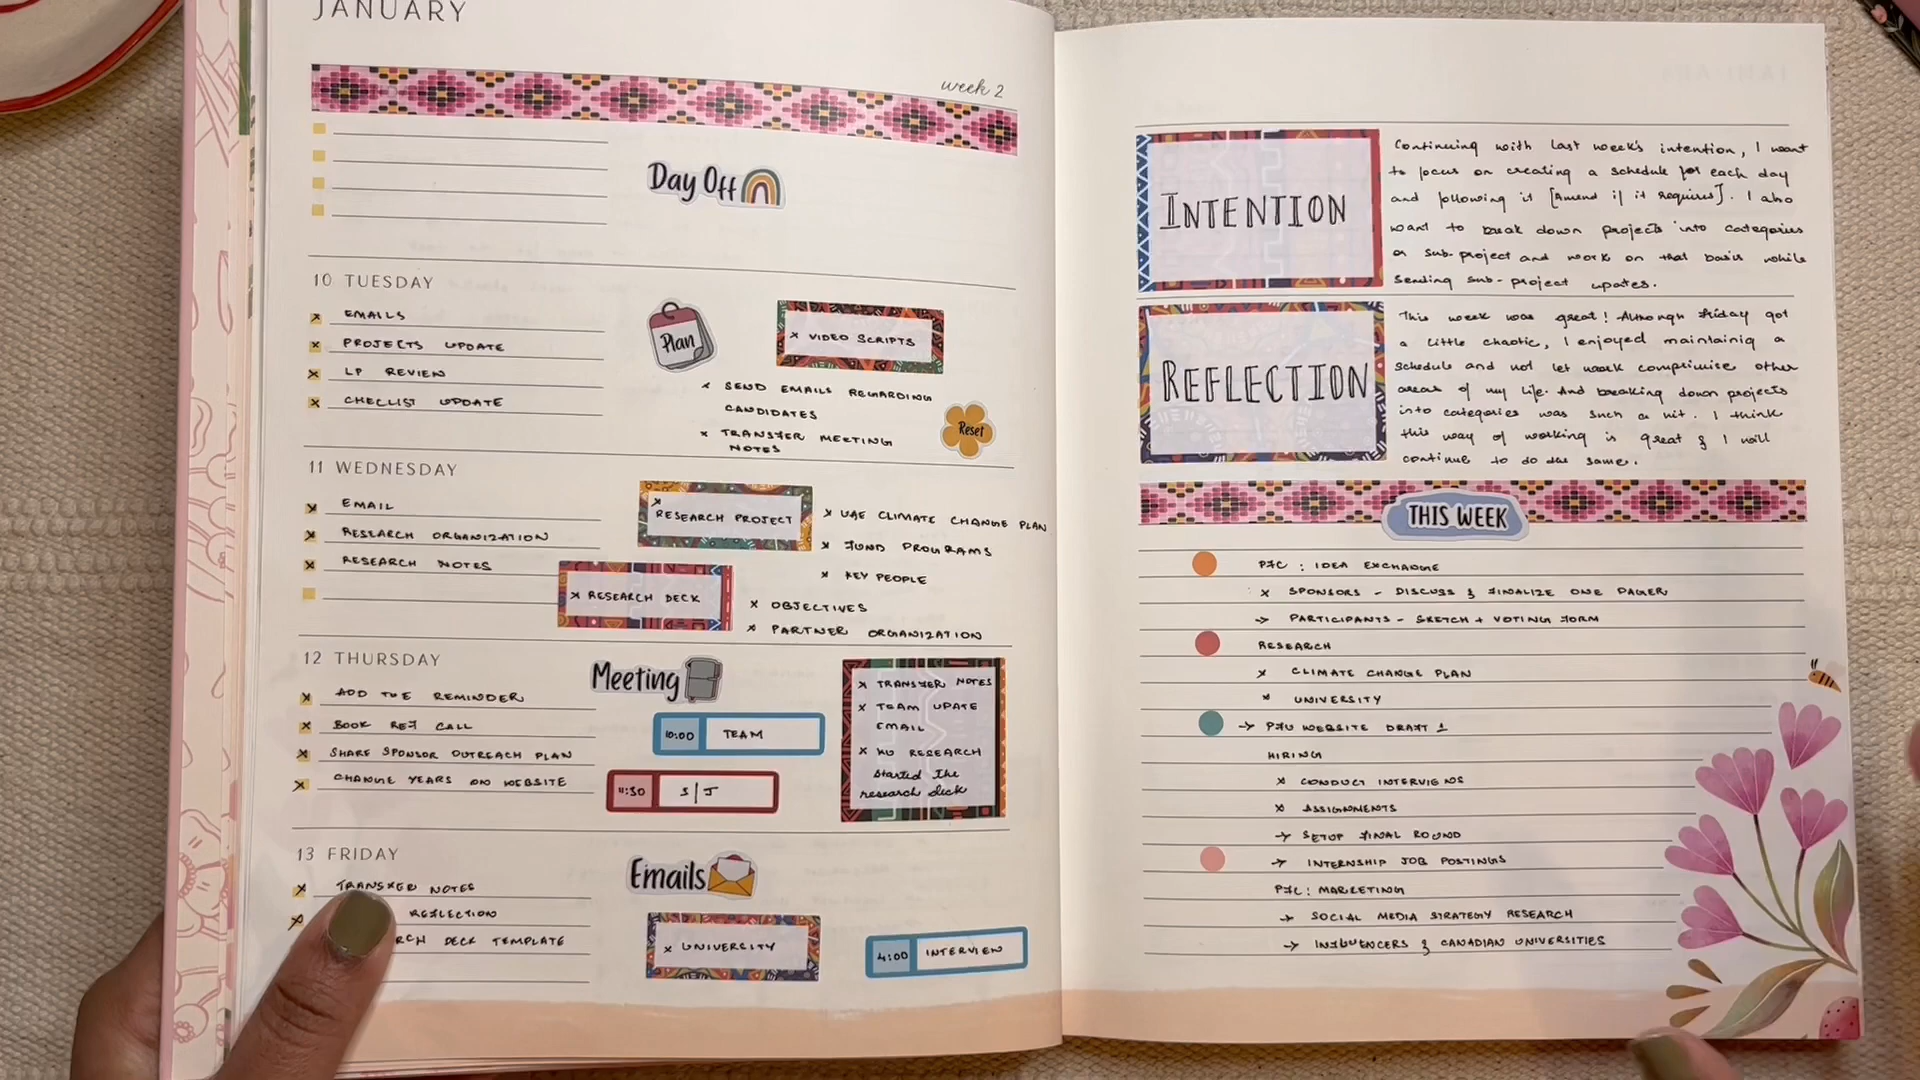 JANUARY
week 2
Day Off
10 TUESDAY
EMAILS
PROJECTS UPDATE
LP REVIEW
CHECLIST UPDATE
Plan
x VIDEO SCRIPTS
x SEND EMAILS REGARDING
CANDIDATES
x TRANSFER MEETING
NOTES
Reset
11 WEDNESDAY
EMAIL
RESEARCH ORGANIZATION
RESEARCH NOTES
x
RESEARCH PROJECT
x UAE CLIMATE CHANGE PLAN
x FUND PROGRAMS
x KEY PEOPLE
x RESEARCH DECK
x OBJECTIVES
x PARTNER ORGANIZATION
12 THURSDAY
ADD THE REMINDER
BOOK REF CALL
SHARE SPONSOR OUTREACH PLAN
CHANGE YEARS ON WEBSITE
Meeting
10:00 TEAM
11:30 S|J
x TRANSFER NOTES
x TEAM UPATE
EMAIL
x KU RESEARCH
Started the
research deck
13 FRIDAY
TRANSFER NOTES
REFLECTION
RCH DECK TEMPLATE
Emails
x UNIVERSITY
4:00 INTERVIEW
INTENTION
Continuing with last week's intention, I want
to focus on creating a schedule for each day
and following it [Amend if it requires]. I also
want to break down projects into categories
or sub-project and work on that basis while
sending sub-project updates.
REFLECTION
This week was great! Although Friday got
a little chaotic, I enjoyed maintainig a
schedule and not let work comprimise other
areas of my life. And breaking down projects
into categories was such a hit. I think
this way of working is great & I will
continue to do the same.
THIS WEEK
PFC: IDEA EXCHANGE
x SPONSORS - DISCUSS & FINALIZE ONE PAGER
→ PARTICIPANTS - SKETCH + VOTING FORM
RESEARCH
x CLIMATE CHANGE PLAN
x UNIVERSITY
→ PFU WEBSITE DRAFT 1
HIRING
x CONDUCT INTERVIEWS
x ASSIGNMENTS
→ SETUP FINAL ROUND
→ INTERNSHIP JOB POSTINGS
PFC: MARKETING
→ SOCIAL MEDIA STRATEGY RESEARCH
→ INFLUENCERS & CANADIAN UNIVERSITIES